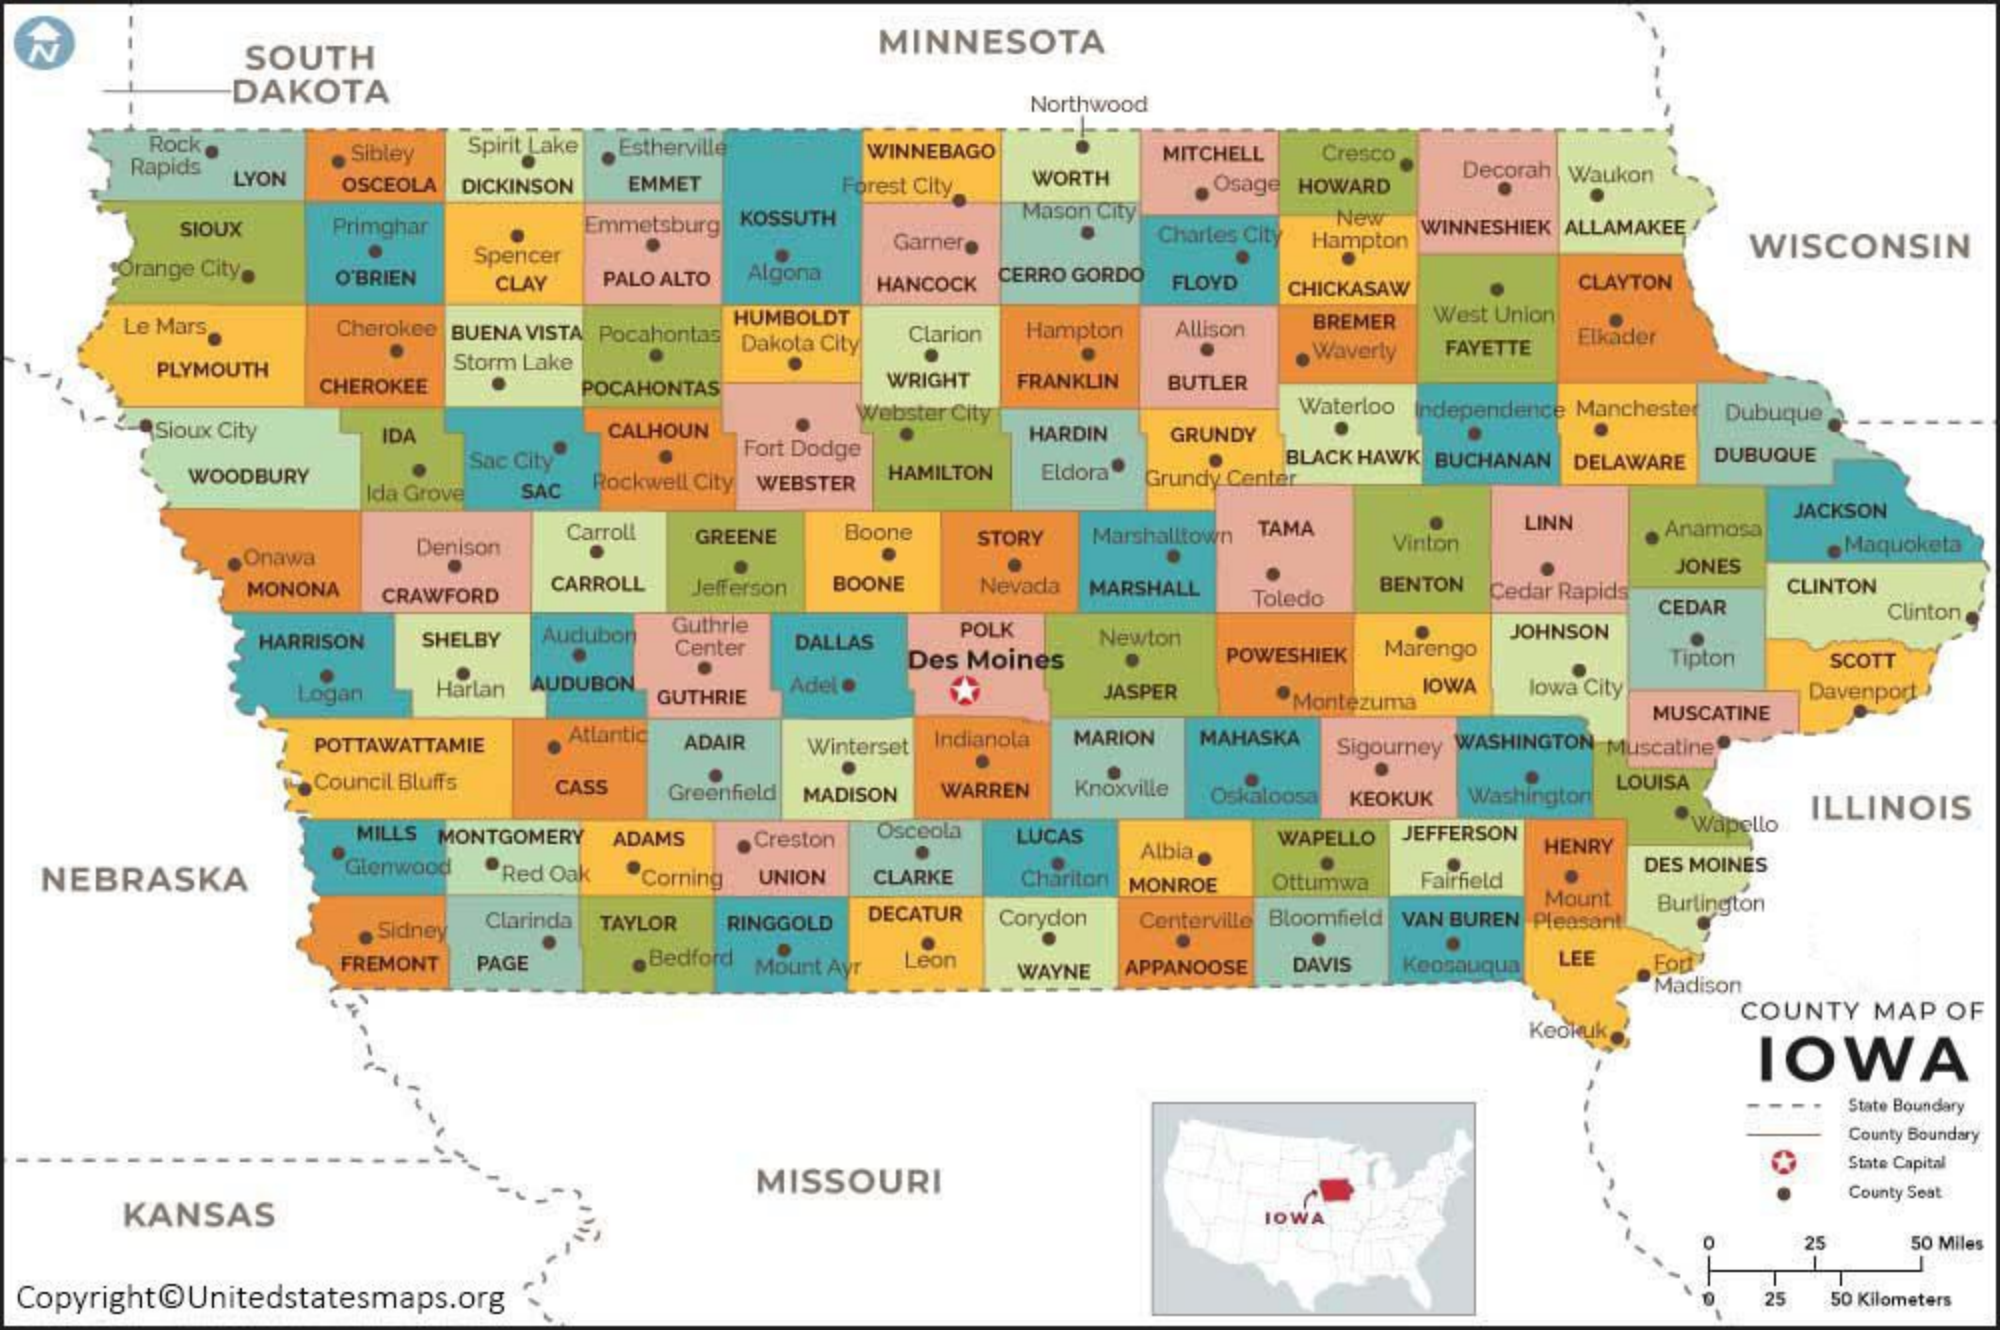 N
SOUTH
DAKOTA
MINNESOTA
WISCONSIN
ILLINOIS
NEBRASKA
KANSAS
MISSOURI
Northwood
Rock
Rapids
LYON
Sibley
OSCEOLA
Spirit Lake
DICKINSON
Estherville
EMMET
KOSSUTH
Algona
WINNEBAGO
Forest City
WORTH
MITCHELL
Osage
Cresco
HOWARD
Decorah
WINNESHIEK
Waukon
ALLAMAKEE
SIOUX
Orange City
Primghar
O'BRIEN
Spencer
CLAY
Emmetsburg
PALO ALTO
Garner
HANCOCK
Mason City
CERRO GORDO
Charles City
FLOYD
New
Hampton
CHICKASAW
West Union
FAYETTE
CLAYTON
Elkader
Le Mars
PLYMOUTH
Cherokee
CHEROKEE
BUENA VISTA
Storm Lake
Pocahontas
POCAHONTAS
HUMBOLDT
Dakota City
Clarion
WRIGHT
Hampton
FRANKLIN
Allison
BUTLER
BREMER
Waverly
Sioux City
WOODBURY
IDA
Ida Grove
Sac City
SAC
CALHOUN
Rockwell City
Fort Dodge
WEBSTER
Webster City
HAMILTON
HARDIN
Eldora
GRUNDY
Grundy Center
Waterloo
BLACK HAWK
Independence
BUCHANAN
Manchester
DELAWARE
Dubuque
DUBUQUE
Onawa
MONONA
Denison
CRAWFORD
Carroll
CARROLL
GREENE
Jefferson
Boone
BOONE
STORY
Nevada
Marshalltown
MARSHALL
TAMA
Toledo
Vinton
BENTON
LINN
Cedar Rapids
Anamosa
JONES
JACKSON
Maquoketa
HARRISON
Logan
SHELBY
Harlan
Audubon
AUDUBON
Guthrie
Center
GUTHRIE
DALLAS
Adel
POLK
Des Moines
Newton
JASPER
POWESHIEK
Montezuma
Marengo
IOWA
JOHNSON
Iowa City
CEDAR
Tipton
CLINTON
Clinton
SCOTT
Davenport
MUSCATINE
Muscatine
POTTAWATTAMIE
Council Bluffs
Atlantic
CASS
ADAIR
Greenfield
Winterset
MADISON
Indianola
WARREN
MARION
Knoxville
MAHASKA
Oskaloosa
Sigourney
KEOKUK
WASHINGTON
Washington
LOUISA
Wapello
MILLS
Glenwood
MONTGOMERY
Red Oak
ADAMS
Corning
Creston
UNION
Osceola
CLARKE
LUCAS
Chariton
Albia
MONROE
WAPELLO
Ottumwa
JEFFERSON
Fairfield
HENRY
Mount
Pleasant
DES MOINES
Burlington
Sidney
FREMONT
Clarinda
PAGE
TAYLOR
Bedford
RINGGOLD
Mount Ayr
DECATUR
Leon
Corydon
WAYNE
Centerville
APPANOOSE
Bloomfield
DAVIS
VAN BUREN
Keosauqua
LEE
Fort
Madison
Keokuk
COUNTY MAP OF
IOWA
State Boundary
County Boundary
State Capital
County Seat
0 25 50 Miles
0 25 50 Kilometers
IOWA
Copyright©Unitedstatesmaps.org